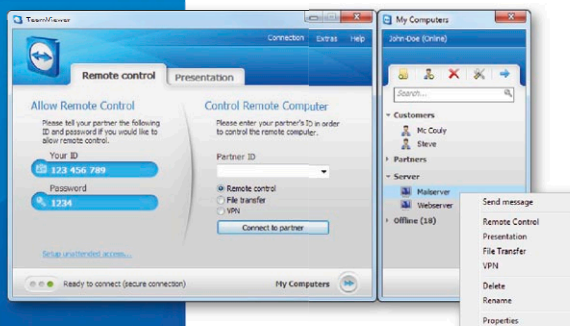 TeamViewer
Connection Extras Help
Remote control
Presentation
Allow Remote Control
Please tell your partner the following
ID and password if you would like to
allow remote control.
Your ID
123 456 789
Password
1234
Setup unattended access...
Control Remote Computer
Please enter your partner's ID in order
to control the remote computer.
Partner ID
Remote control
File transfer
VPN
Connect to partner
Ready to connect (secure connection)
My Computers
My Computers
John-Doe (Online)
Search...
Customers
Mc Couly
Steve
Partners
Server
Mailserver
Webserver
Offline (18)
Send message
Remote Control
Presentation
File Transfer
VPN
Delete
Rename
Properties